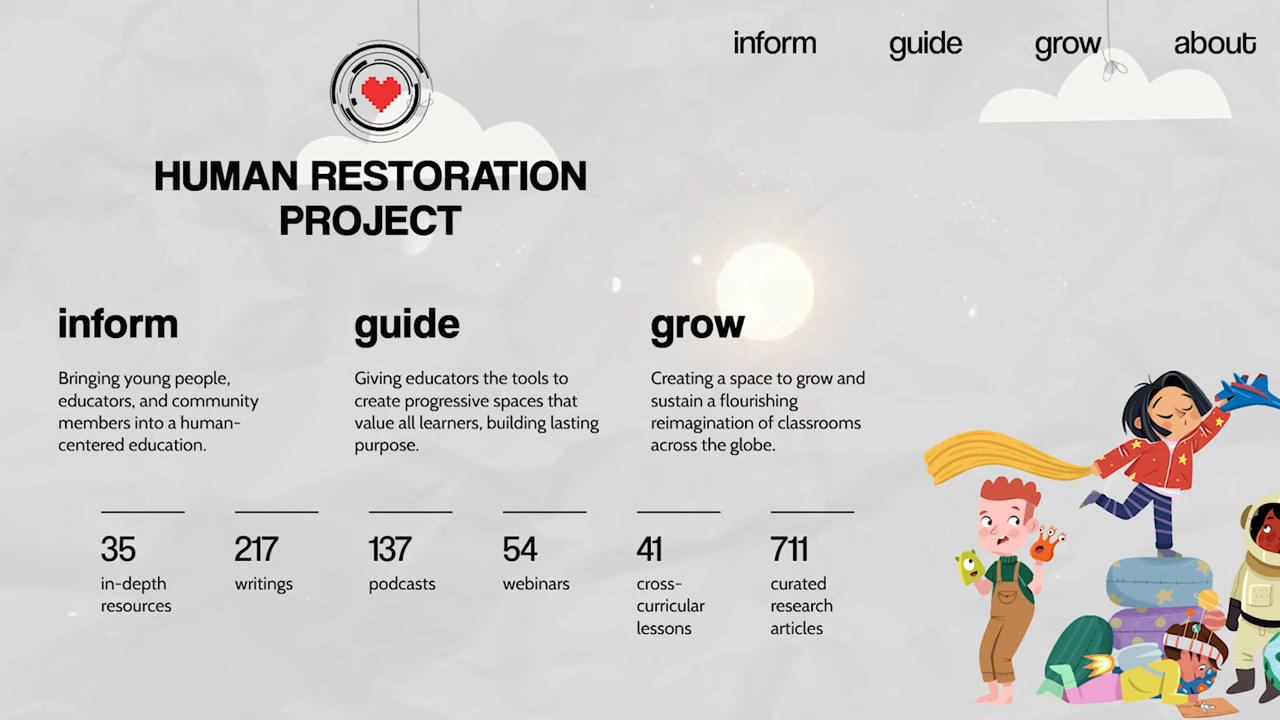 inform guide grow about
HUMAN RESTORATION
PROJECT
inform
Bringing young people,
educators, and community
members into a human-
centered education.
guide
Giving educators the tools to
create progressive spaces that
value all learners, building lasting
purpose.
grow
Creating a space to grow and
sustain a flourishing
reimagination of classrooms
across the globe.
35
in-depth
resources
217
writings
137
podcasts
54
webinars
41
cross-
curricular
lessons
711
curated
research
articles